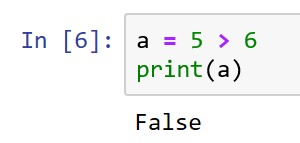 In [6]: a = 5 > 6
print(a)
False